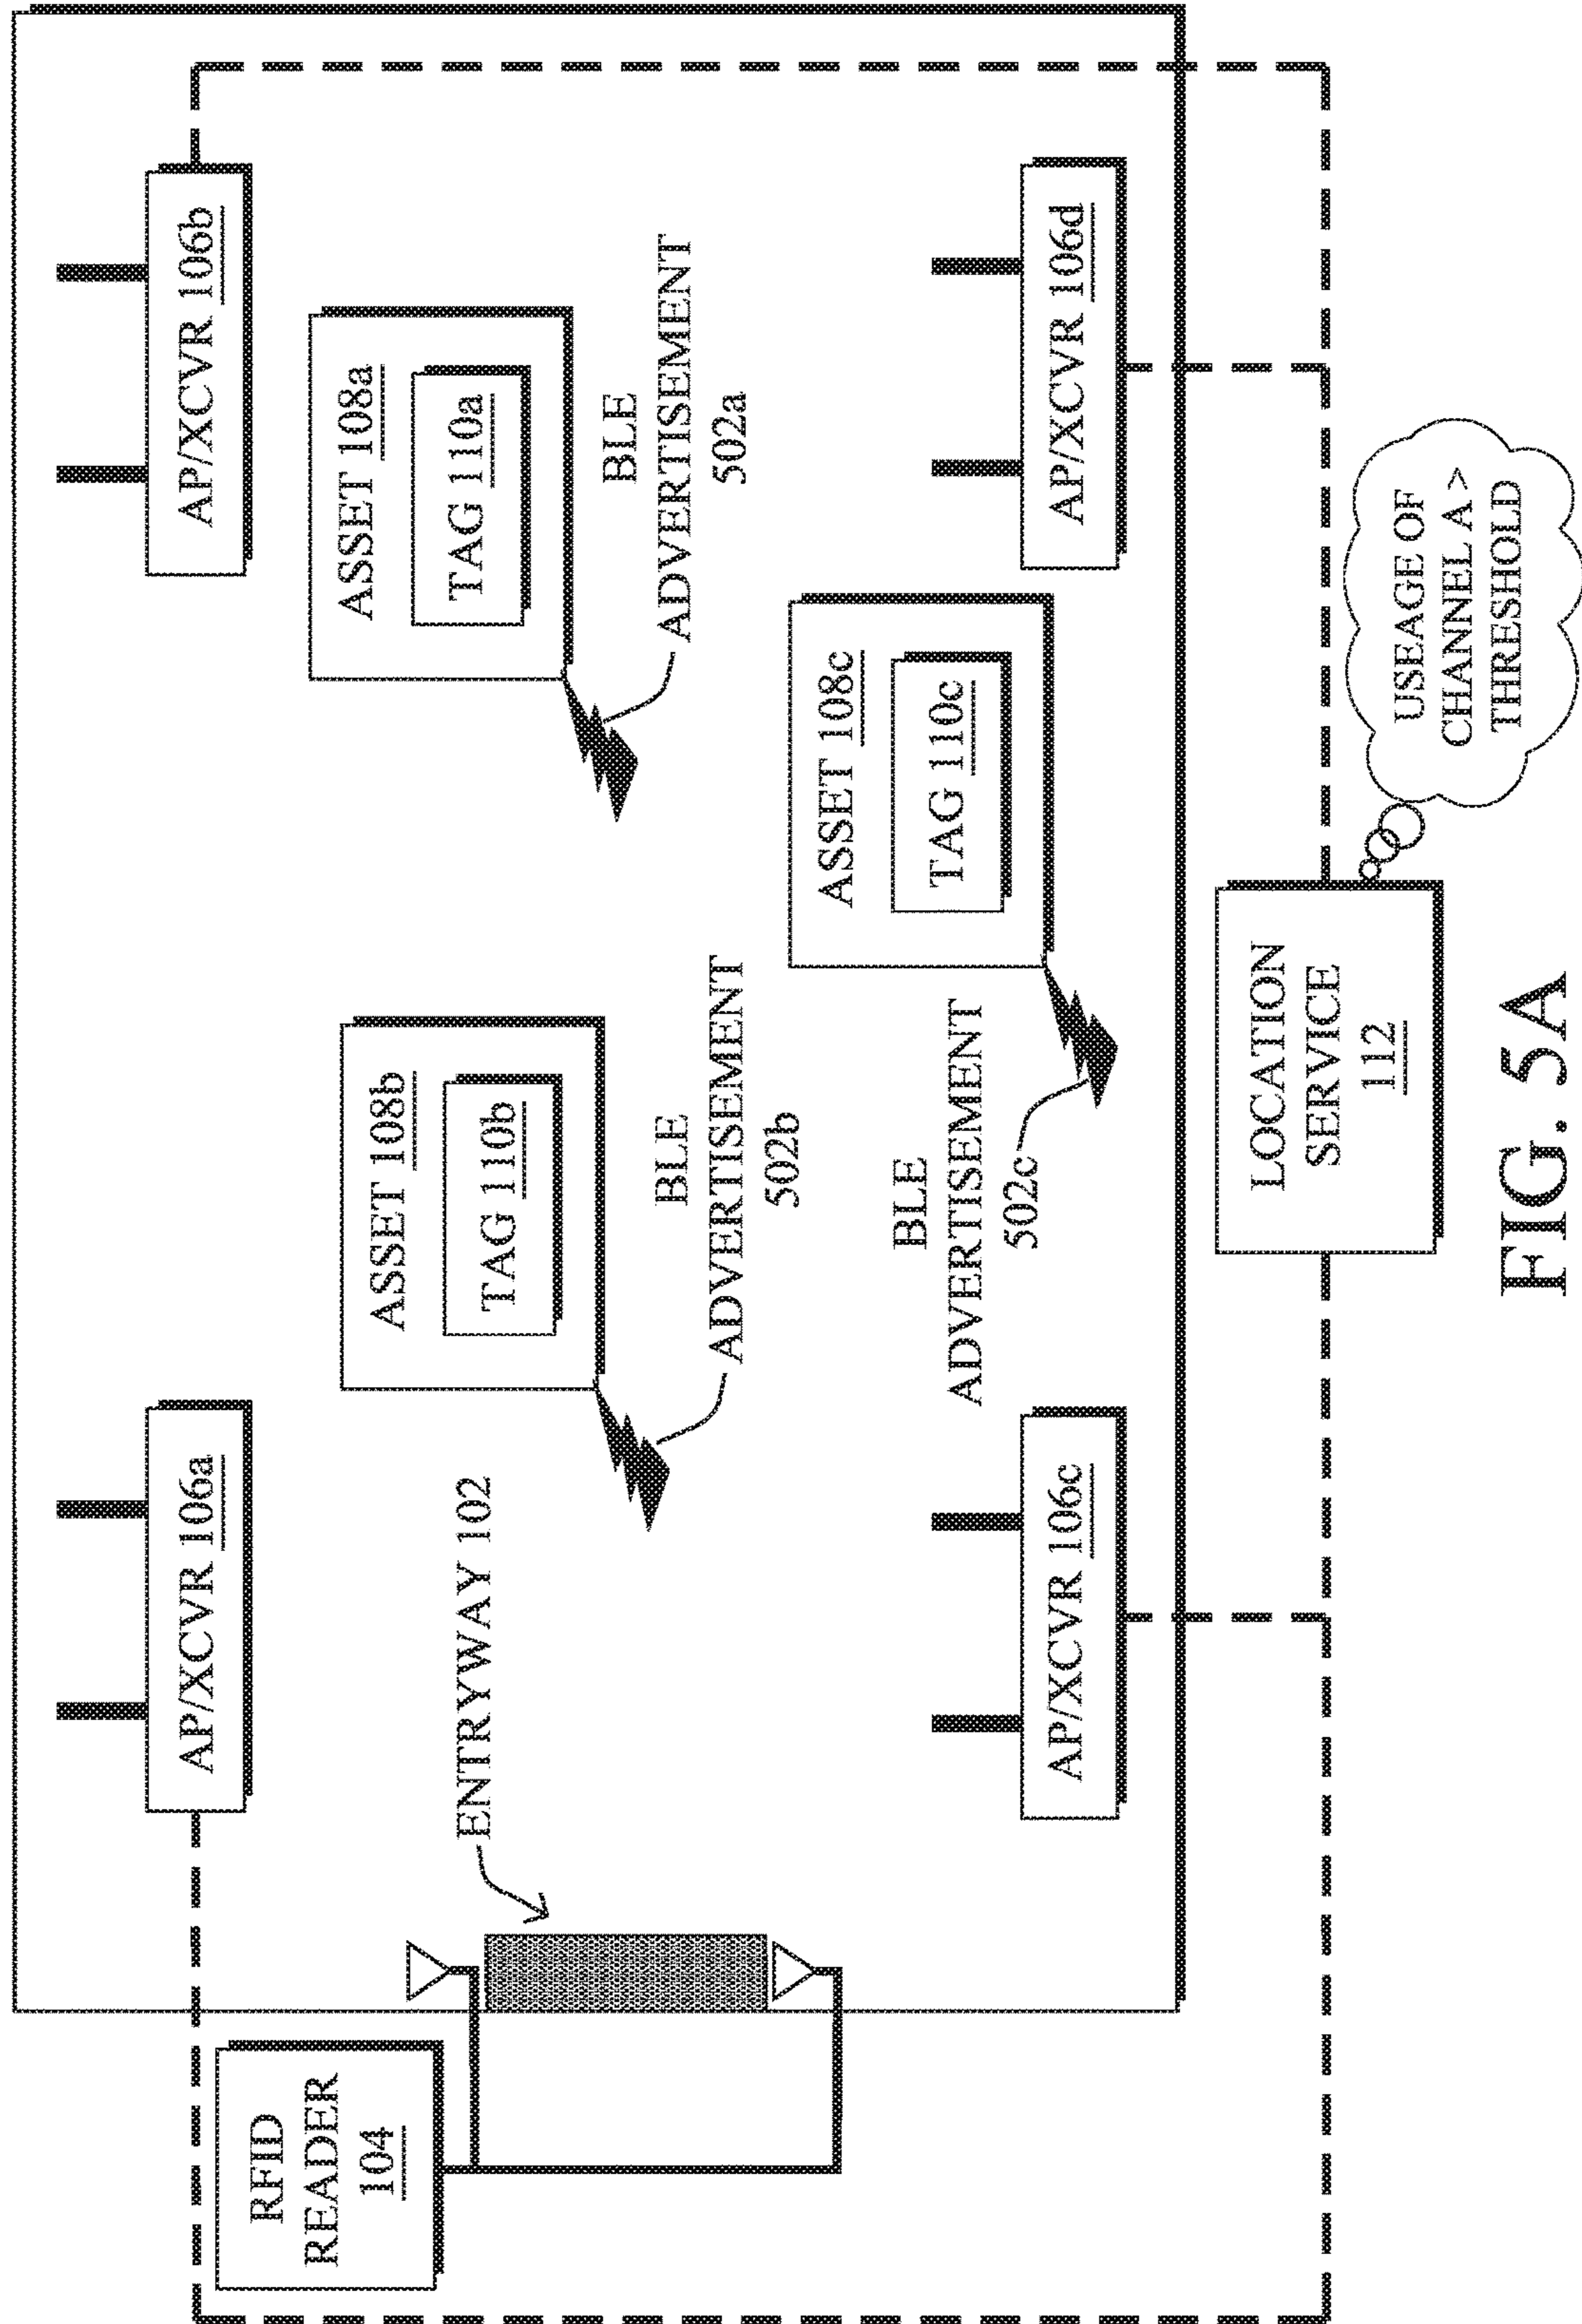 AP/XCVR 106a
AP/XCVR 106b
RFID
READER
104
ENTRYWAY 102
ASSET 108b
TAG 110b
ASSET 108a
TAG 110a
BLE
ADVERTISEMENT
502b
BLE
ADVERTISEMENT
502a
BLE
ADVERTISEMENT
502c
ASSET 108c
TAG 110c
AP/XCVR 106c
AP/XCVR 106d
LOCATION
SERVICE
112
USEAGE OF
CHANNEL A >
THRESHOLD
FIG. 5A